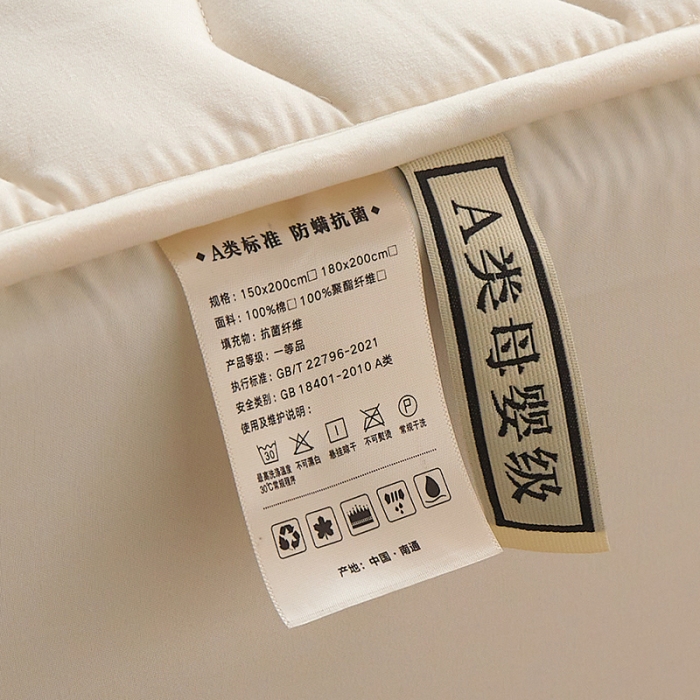 ◆A类标准 防螨抗菌◆
规格：150x200cm□ 180x200cm□
面料：100%棉□ 100%聚酯纤维□
填充物：抗菌纤维
产品等级：一等品
执行标准：GB/T 22796-2021
安全类别：GB 18401-2010 A类
使用及维护说明：
30
P
最高洗涤温度
30℃常规程序
不可漂白
悬挂晾干
不可熨烫
常规干洗
产地：中国·南通
A类母婴级